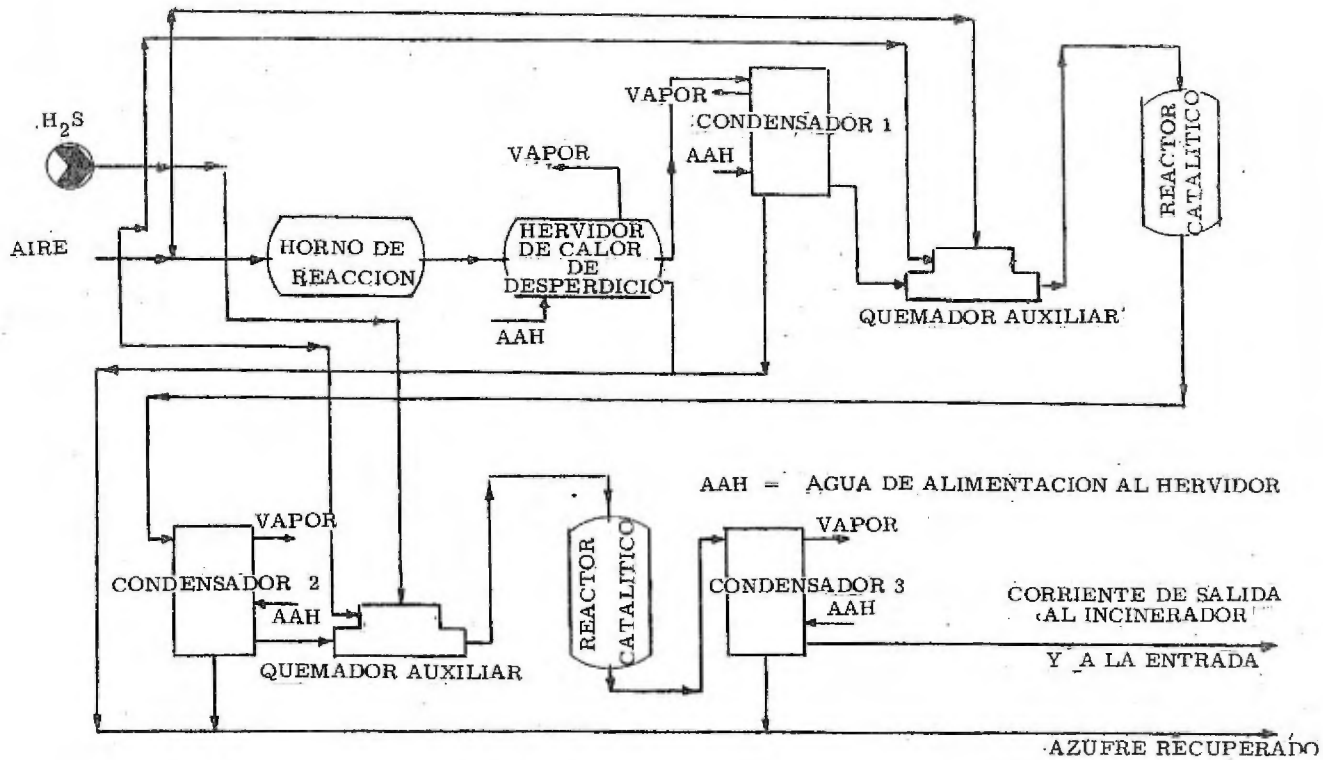 H2S
AIRE
HORNO DE
REACCION
VAPOR
HERVIDOR
DE CALOR
DE
DESPERDICIO
AAH
VAPOR
CONDENSADOR 1
AAH
QUEMADOR AUXILIAR
REACTOR
CATALITICO
AAH = AGUA DE ALIMENTACION AL HERVIDOR
VAPOR
CONDENSADOR 2
AAH
QUEMADOR AUXILIAR
REACTOR
CATALITICO
VAPOR
CONDENSADOR 3
AAH
CORRIENTE DE SALIDA
AL INCINERADOR
Y A LA ENTRADA
AZUFRE RECUPERADO